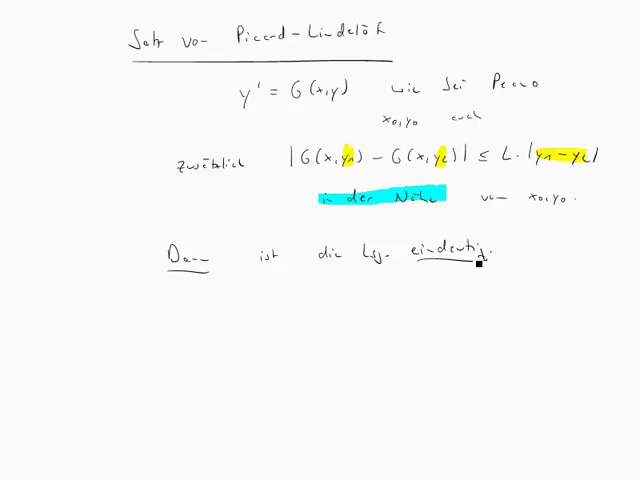 Satz von Picard-Lindelöf
y' = G(x,y) wie bei Peano
x₀,y₀ auch
zusätzlich |G(x,y₁) - G(x,y₂)| ≤ L · |y₁ - y₂|
in der Nähe von x₀,y₀.
Dann ist die Lsg. eindeutig.